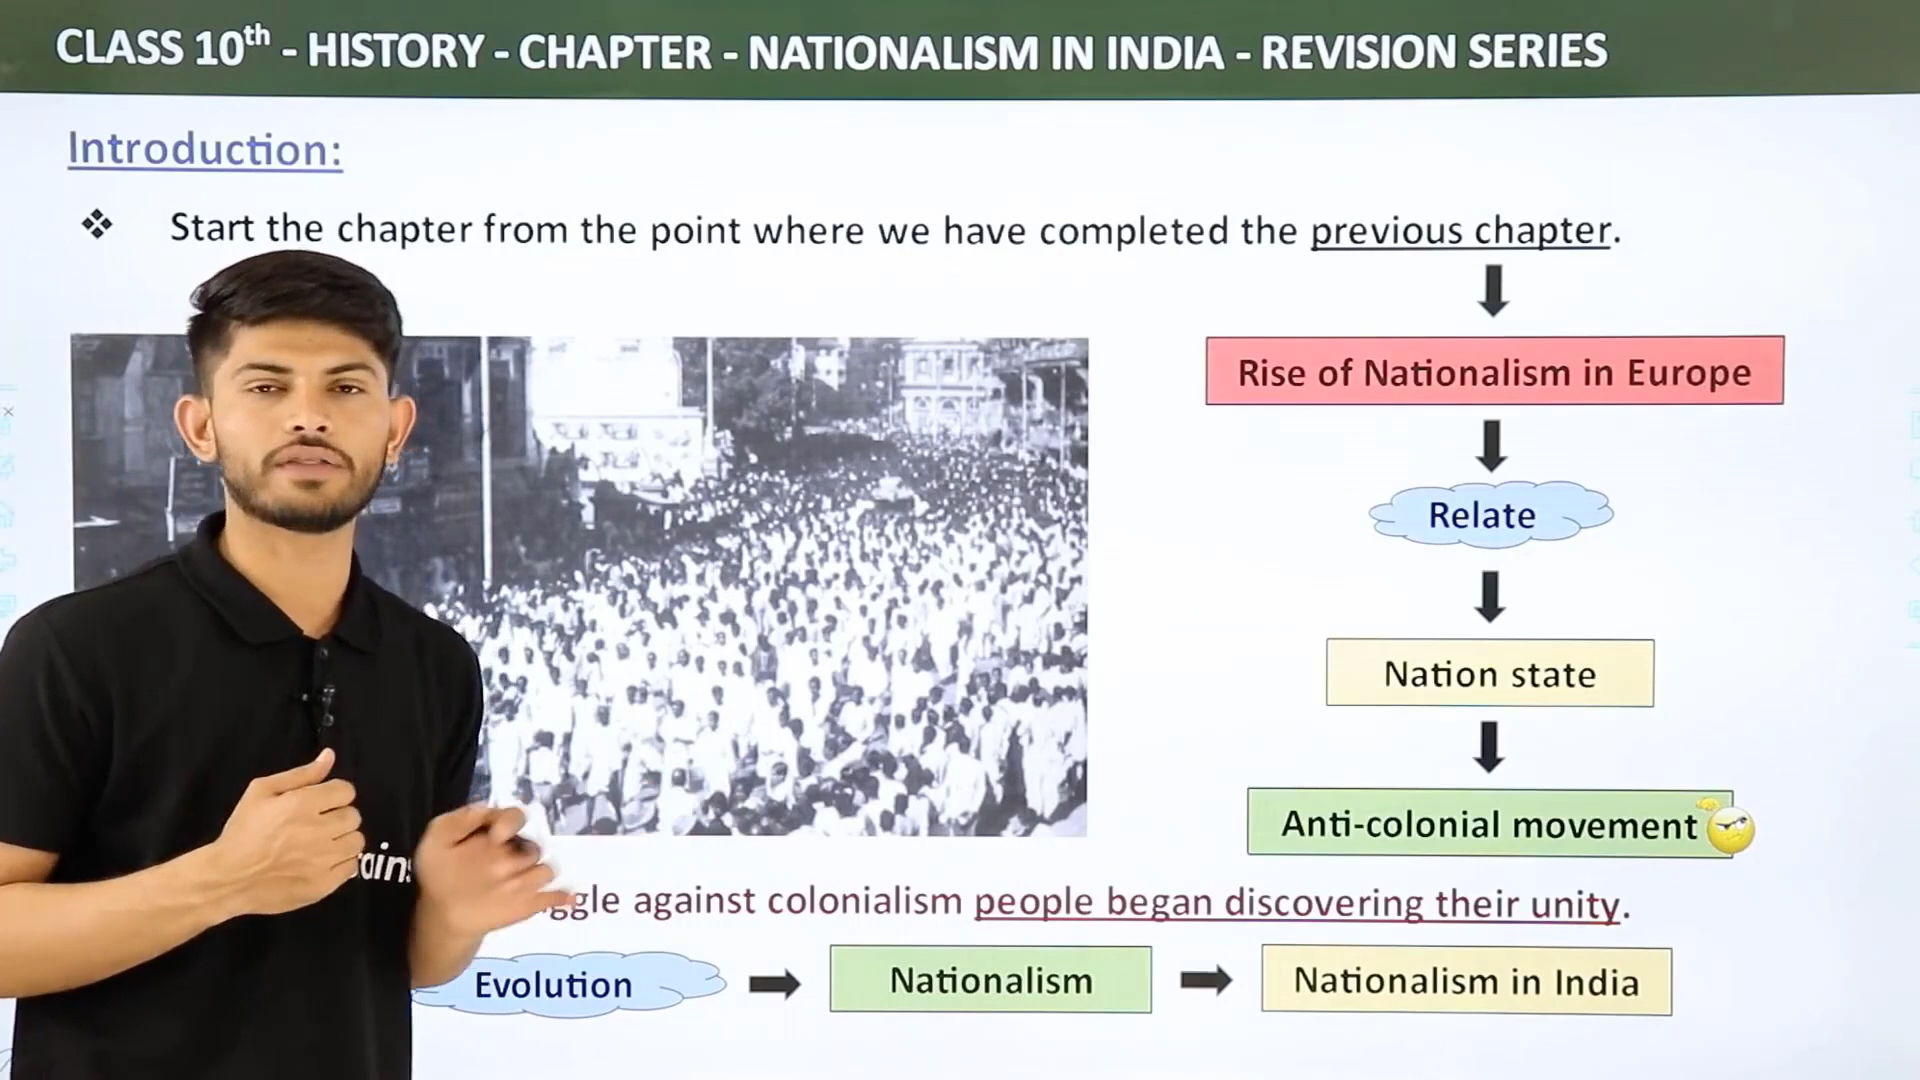 CLASS 10th - HISTORY - CHAPTER - NATIONALISM IN INDIA - REVISION SERIES
Introduction:
❖ Start the chapter from the point where we have completed the previous chapter.
Rise of Nationalism in Europe
Relate
Nation state
Anti-colonial movement
against colonialism people began discovering their unity.
Evolution
Nationalism
Nationalism in India